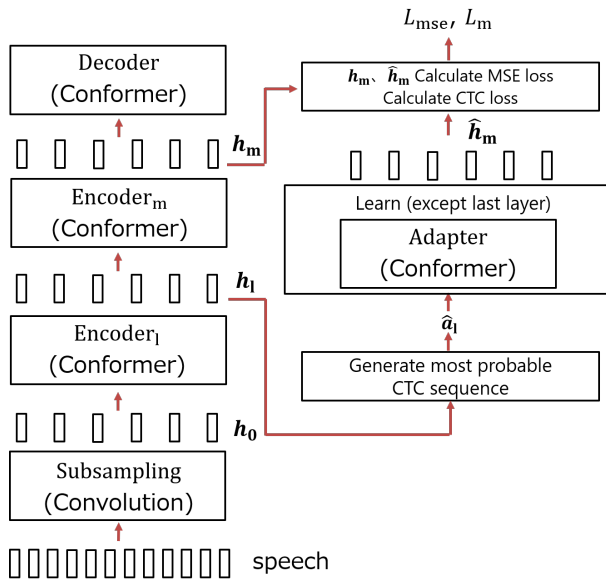 Decoder
(Conformer)
h_m
Encoder_m
(Conformer)
h_l
Encoder_l
(Conformer)
h_0
Subsampling
(Convolution)
speech
L_mse, L_m
h_m、ĥ_m Calculate MSE loss
Calculate CTC loss
ĥ_m
Learn (except last layer)
Adapter
(Conformer)
â_l
Generate most probable
CTC sequence